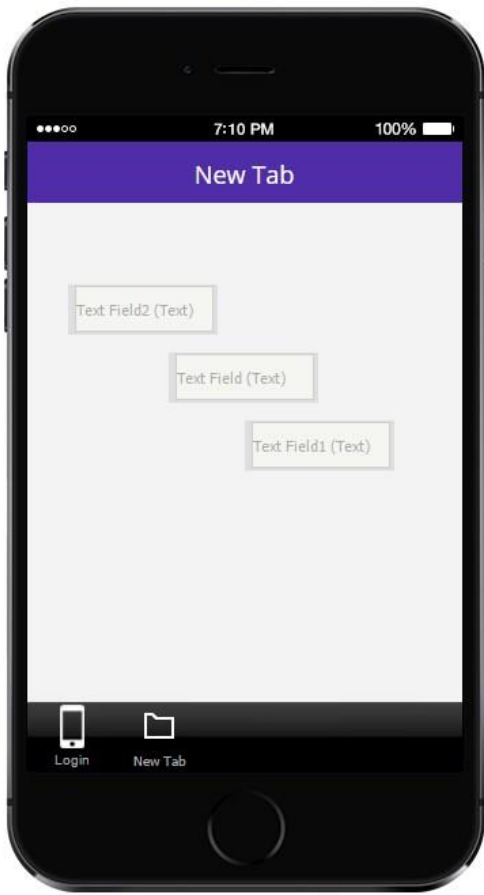 7:10 PM 100%
New Tab
Text Field2 (Text)
Text Field (Text)
Text Field1 (Text)
Login New Tab